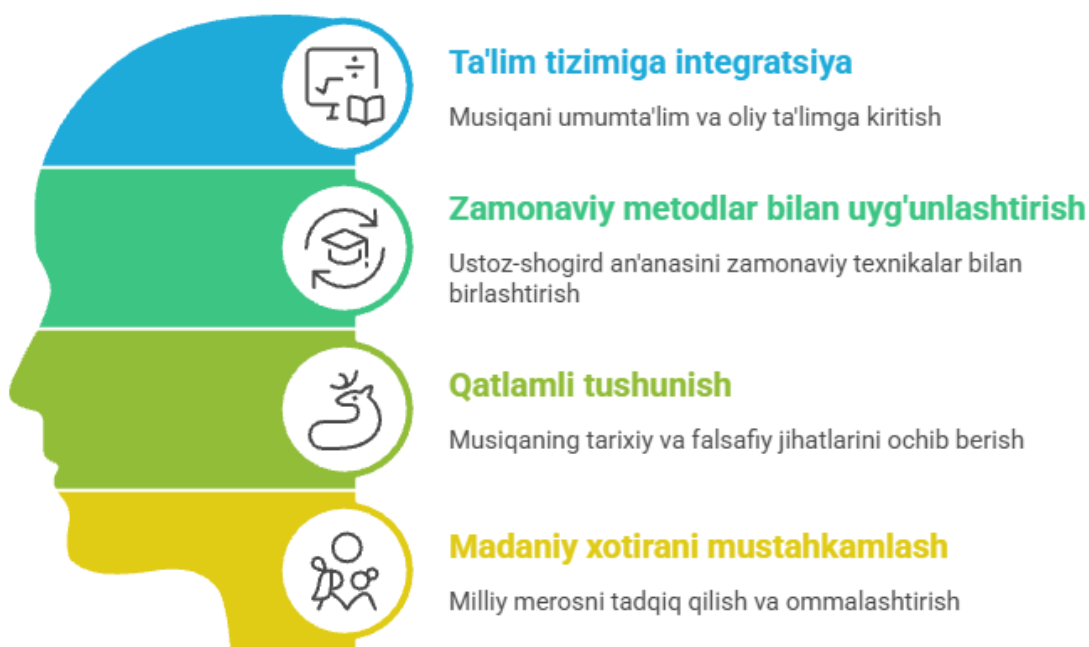 Ta'lim tizimiga integratsiya
Musiqani umumta'lim va oliy ta'limga kiritish
Zamonaviy metodlar bilan uyg'unlashtirish
Ustoz-shogird an'anasini zamonaviy texnikalar bilan
birlashtirish
Qatlamli tushunish
Musiqaning tarixiy va falsafiy jihatlarini ochib berish
Madaniy xotirani mustahkamlash
Milliy merosni tadqiq qilish va ommalashtirish